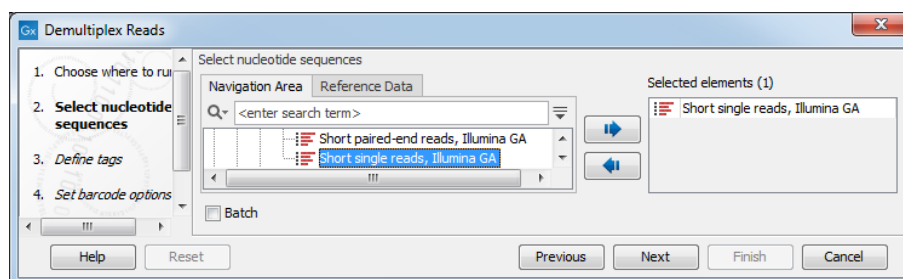 Gx Demultiplex Reads
Select nucleotide sequences
1. Choose where to
2. Select nucleotide
sequences
3. Define tags
4. Set barcode options
Navigation Area Reference Data
<enter search term>
Short paired-end reads, Illumina GA
Short single reads, Illumina GA
Batch
Selected elements (1)
Short single reads, Illumina GA
Help Reset Previous Next Finish Cancel